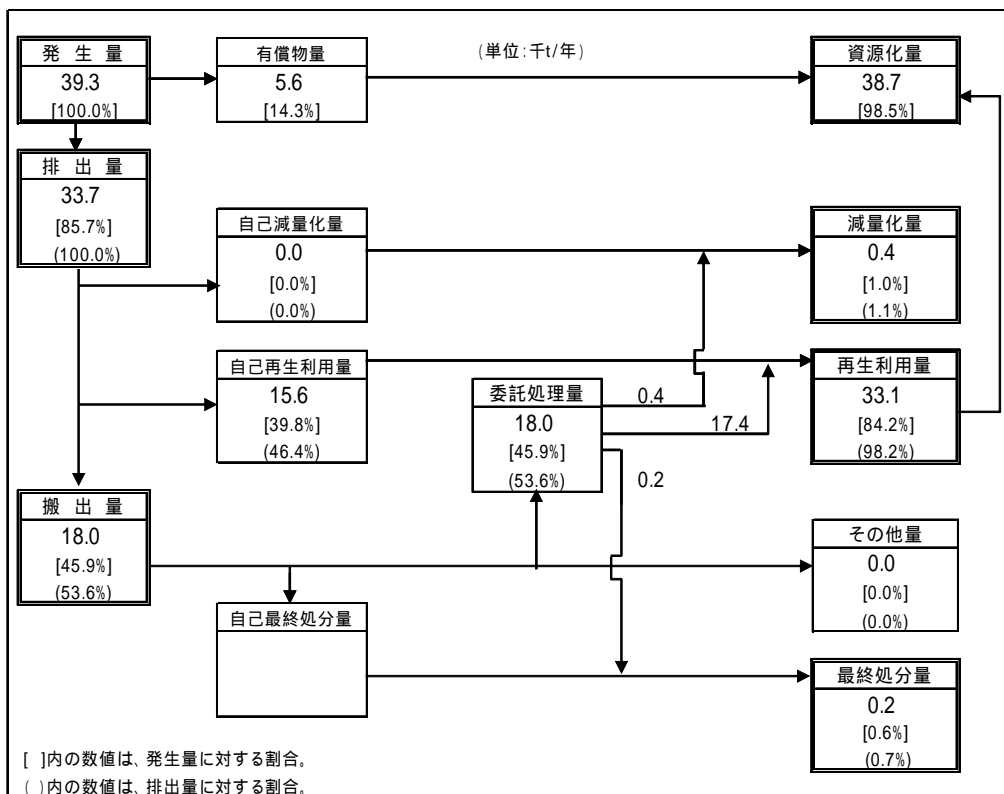 発 生 量
39.3
[100.0%]
有償物量
5.6
[14.3%]
(単位:千t/年)
資源化量
38.7
[98.5%]
排 出 量
33.7
[85.7%]
(100.0%)
自己減量化量
0.0
[0.0%]
(0.0%)
減量化量
0.4
[1.0%]
(1.1%)
自己再生利用量
15.6
[39.8%]
(46.4%)
委託処理量
18.0
[45.9%]
(53.6%)
0.4
17.4
0.2
再生利用量
33.1
[84.2%]
(98.2%)
搬 出 量
18.0
[45.9%]
(53.6%)
その他量
0.0
[0.0%]
(0.0%)
自己最終処分量
最終処分量
0.2
[0.6%]
(0.7%)
[ ]内の数値は、発生量に対する割合。
( )内の数値は、排出量に対する割合。